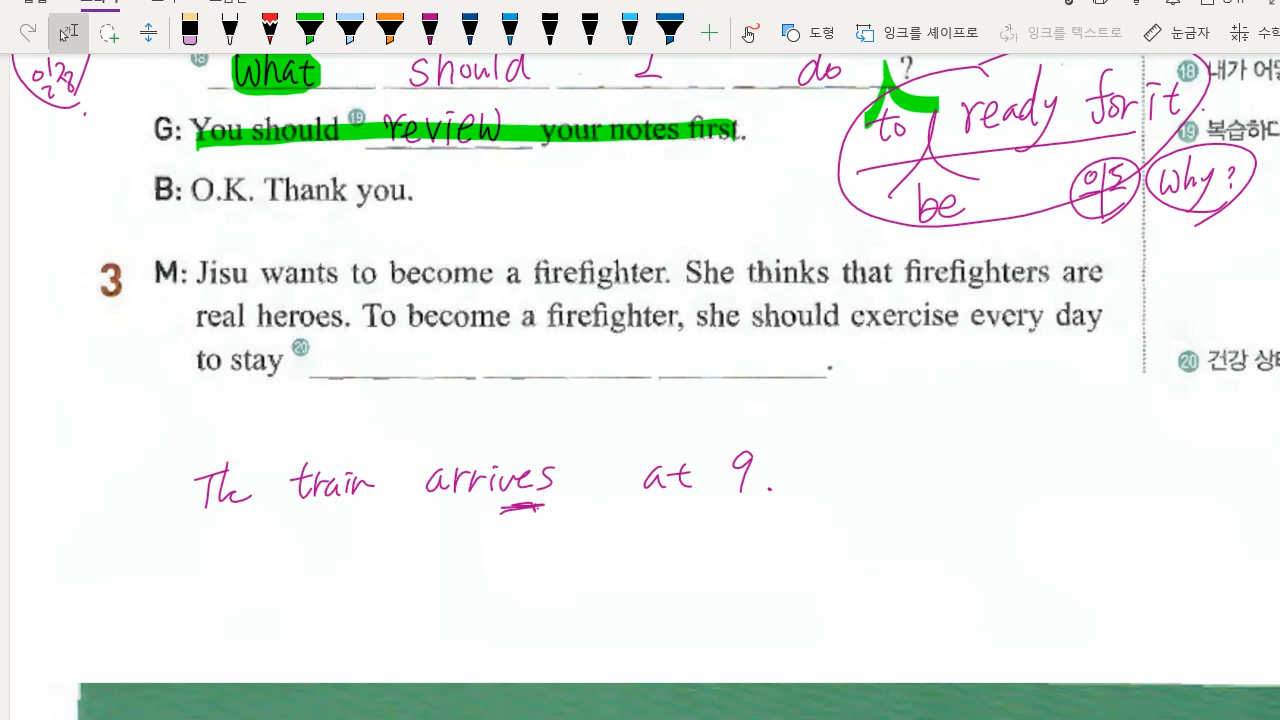 도형 잉크를 셰이프로 잉크를 텍스트로 눈금자 수학
18 What should I do ?
to ready for it.
18 내가 어
G: You should 19 review your notes first.
19 복습하다
be Why?
B: O.K. Thank you.
3 M: Jisu wants to become a firefighter. She thinks that firefighters are
real heroes. To become a firefighter, she should exercise every day
to stay 20 .
20 건강 상
The train arrives at 9.